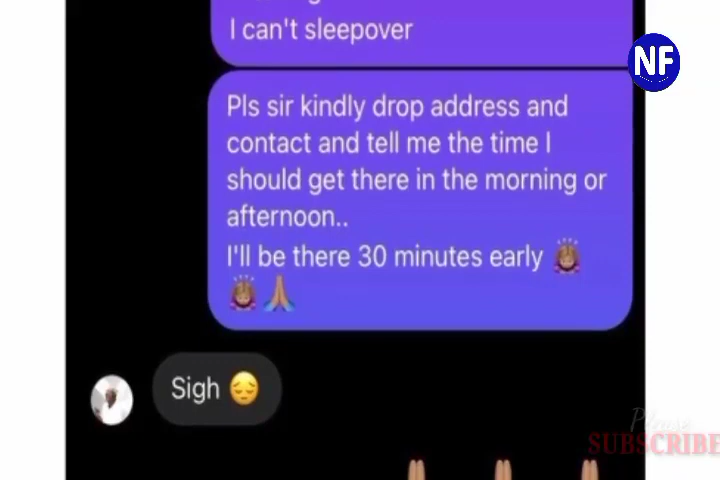 I can't sleepover
NF
Pls sir kindly drop address and
contact and tell me the time I
should get there in the morning or
afternoon..
I'll be there 30 minutes early 🙇🏽‍♀️
🙇🏽‍♀️🙏🏽
Sigh 😔
Please
SUBSCRIBE